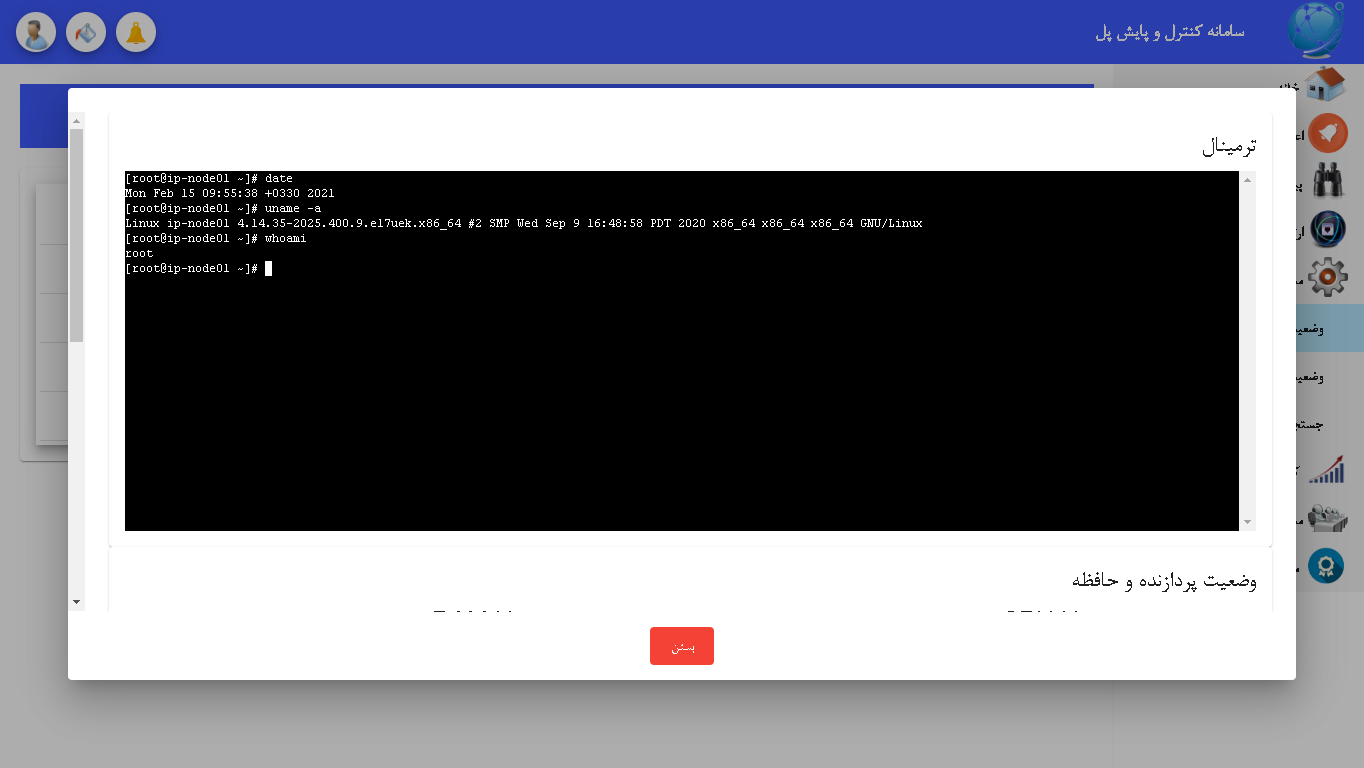 سامانه کنترل و پایش پل
خانه
ترمینال
[root@ip-node01 ~]# date
Mon Feb 15 09:55:38 +0330 2021
[root@ip-node01 ~]# uname -a
Linux ip-node01 4.14.35-2025.400.9.el7uek.x86_64 #2 SMP Wed Sep 9 16:48:58 PDT 2020 x86_64 x86_64 x86_64 GNU/Linux
[root@ip-node01 ~]# whoami
root
[root@ip-node01 ~]#
وضعیت پردازنده و حافظه
بستن